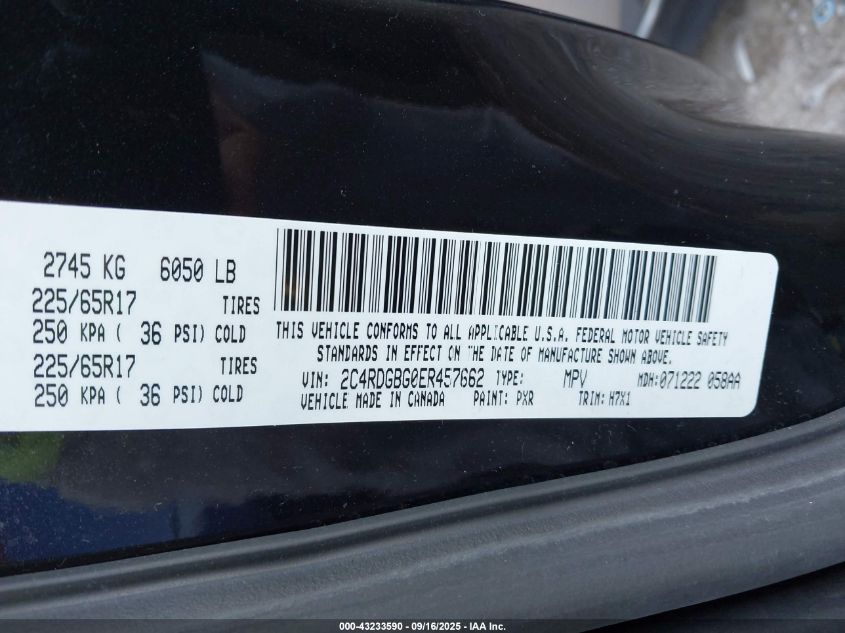 2745 KG 6050 LB
225/65R17 TIRES
250 KPA ( 36 PSI) COLD
225/65R17 TIRES
250 KPA ( 36 PSI) COLD
THIS VEHICLE CONFORMS TO ALL APPLICABLE U.S.A. FEDERAL MOTOR VEHICLE SAFETY
STANDARDS IN EFFECT ON THE DATE OF MANUFACTURE SHOWN ABOVE.
VIN: 2C4RDGBG0ER457662 TYPE: MPV MDH:071222 058AA
VEHICLE MADE IN CANADA PAINT: PXR TRIM: H7X1
000-43233590 - 09/16/2025 - IAA Inc.